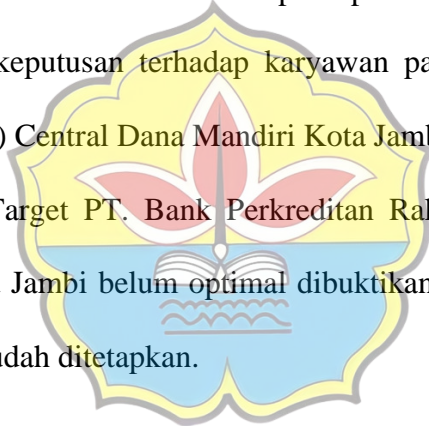 keputusan terhadap karyawan pa
) Central Dana Mandiri Kota Jamb
Target PT. Bank Perkreditan Ral
Jambi belum optimal dibuktikan
udah ditetapkan.